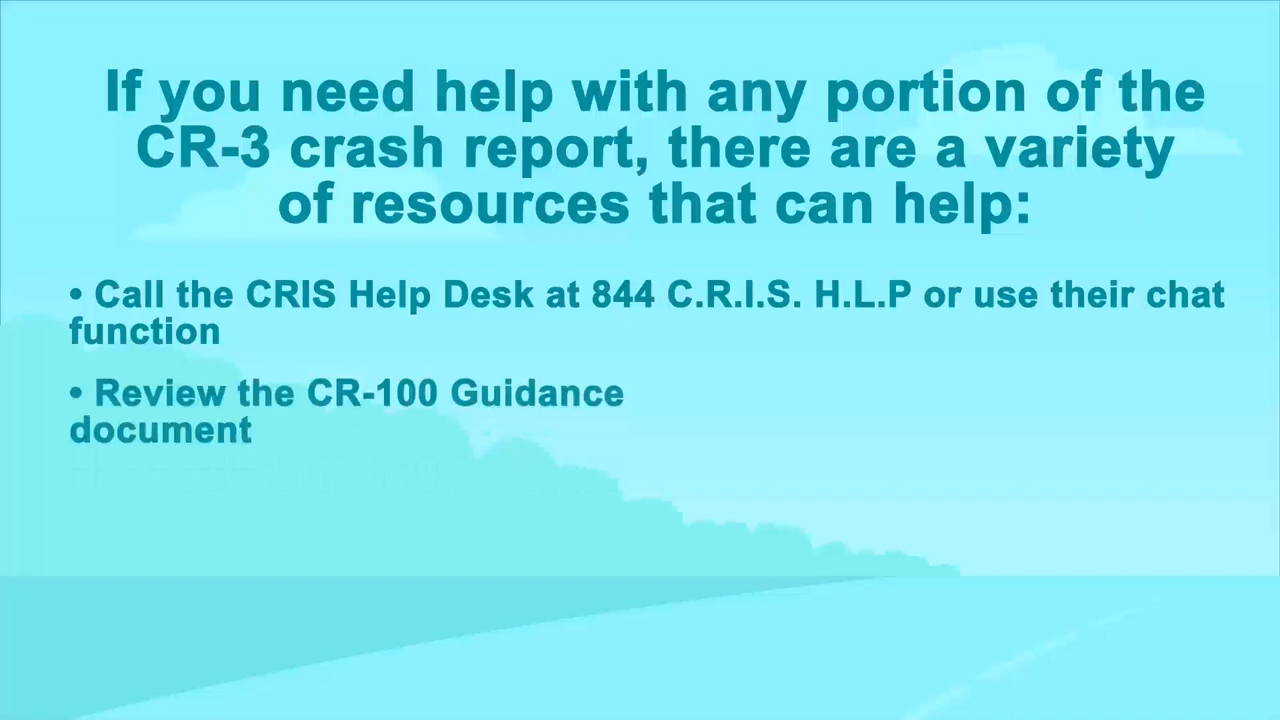 If you need help with any portion of the
CR-3 crash report, there are a variety
of resources that can help:
• Call the CRIS Help Desk at 844 C.R.I.S. H.L.P or use their chat
function
• Review the CR-100 Guidance
document